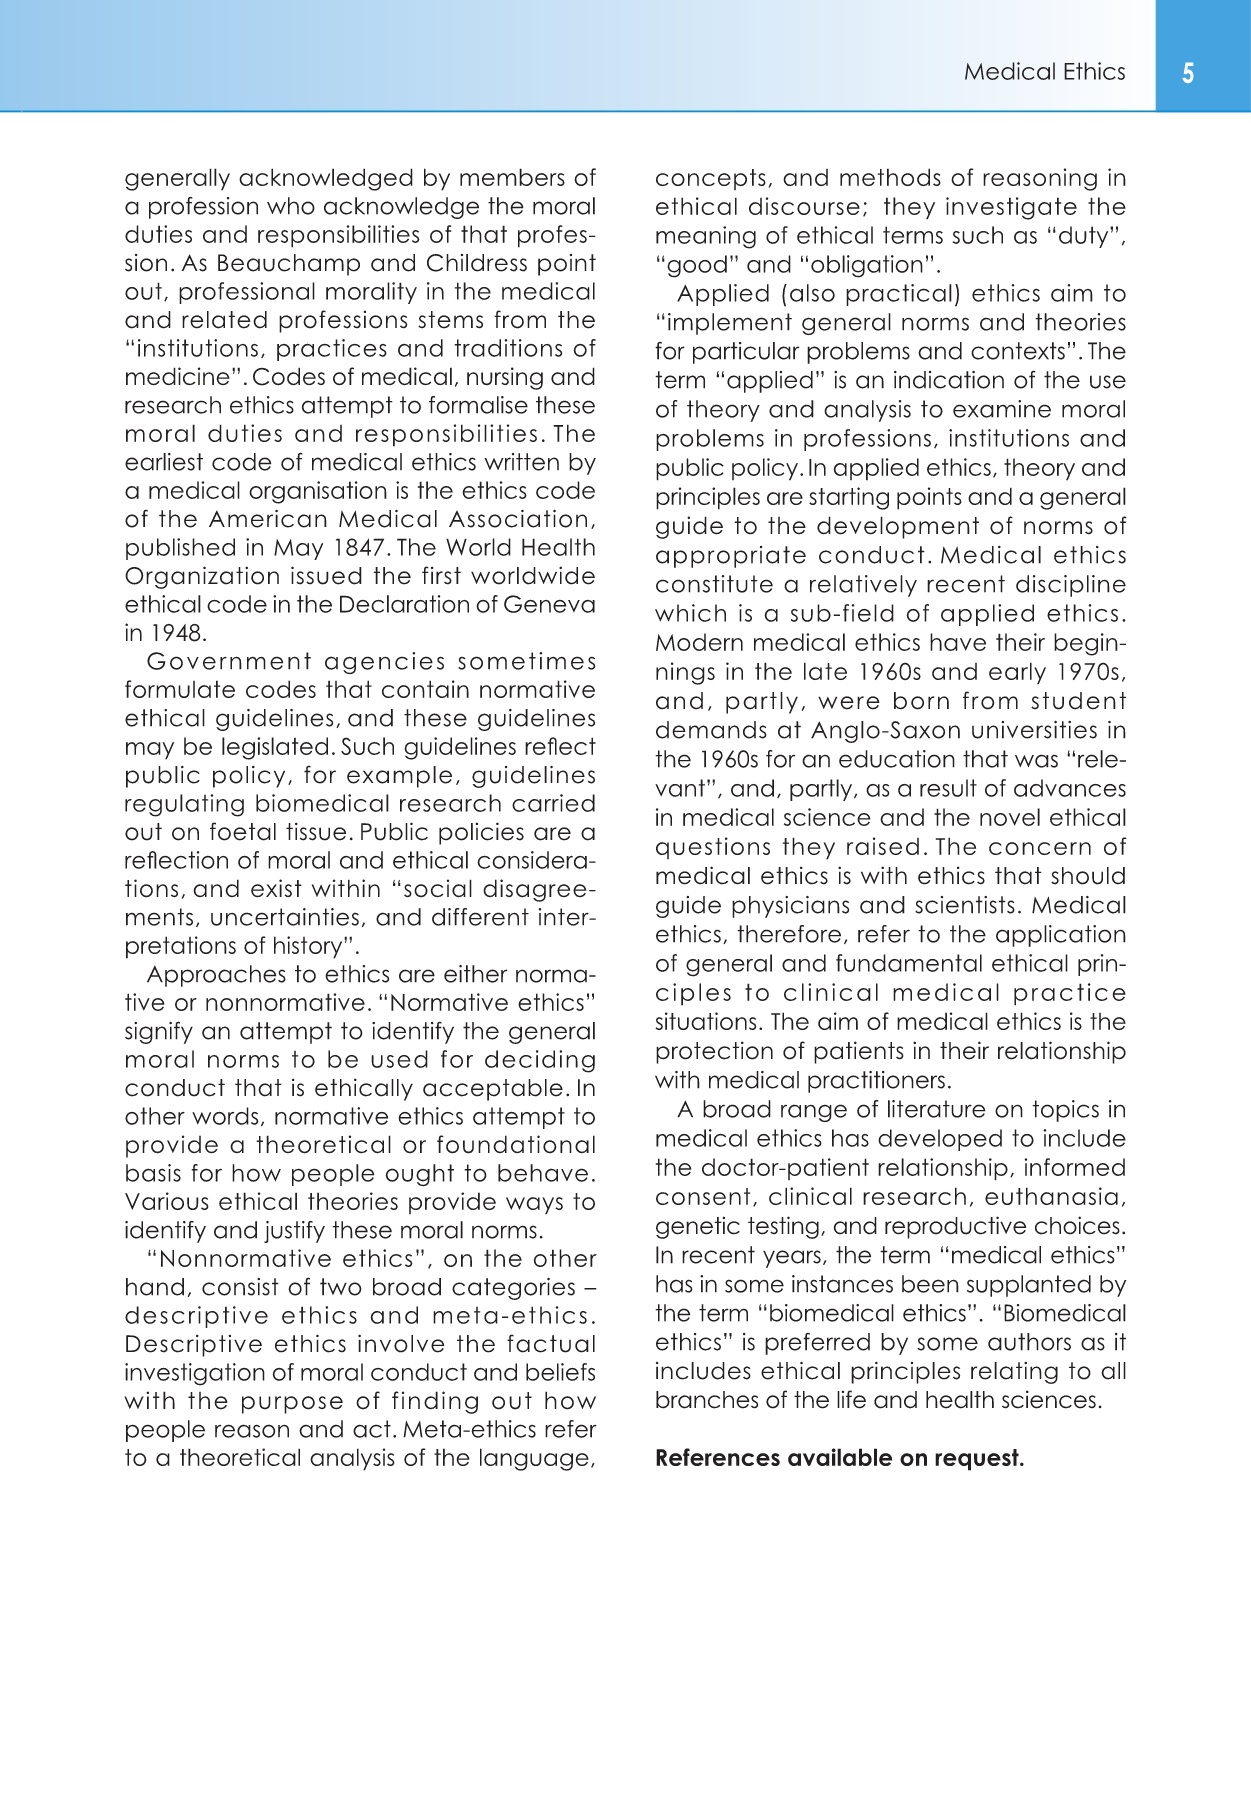 Medical Ethics
5
generally acknowledged by members of
a profession who acknowledge the moral
duties and responsibilities of that profes-
sion. As Beauchamp and Childress point
out, professional morality in the medical
and related professions stems from the
“institutions, practices and traditions of
medicine”. Codes of medical, nursing and
research ethics attempt to formalise these
moral duties and responsibilities. The
earliest code of medical ethics written by
a medical organisation is the ethics code
of the American Medical Association,
published in May 1847. The World Health
Organization issued the first worldwide
ethical code in the Declaration of Geneva
in 1948.
Government agencies sometimes
formulate codes that contain normative
ethical guidelines, and these guidelines
may be legislated. Such guidelines reflect
public policy, for example, guidelines
regulating biomedical research carried
out on foetal tissue. Public policies are a
reflection of moral and ethical considera-
tions, and exist within “social disagree-
ments, uncertainties, and different inter-
pretations of history”.
Approaches to ethics are either norma-
tive or nonnormative. “Normative ethics”
signify an attempt to identify the general
moral norms to be used for deciding
conduct that is ethically acceptable. In
other words, normative ethics attempt to
provide a theoretical or foundational
basis for how people ought to behave.
Various ethical theories provide ways to
identify and justify these moral norms.
“Nonnormative ethics”, on the other
hand, consist of two broad categories –
descriptive ethics and meta-ethics.
Descriptive ethics involve the factual
investigation of moral conduct and beliefs
with the purpose of finding out how
people reason and act. Meta-ethics refer
to a theoretical analysis of the language,
concepts, and methods of reasoning in
ethical discourse; they investigate the
meaning of ethical terms such as “duty”,
“good” and “obligation”.
Applied (also practical) ethics aim to
“implement general norms and theories
for particular problems and contexts”. The
term “applied” is an indication of the use
of theory and analysis to examine moral
problems in professions, institutions and
public policy. In applied ethics, theory and
principles are starting points and a general
guide to the development of norms of
appropriate conduct. Medical ethics
constitute a relatively recent discipline
which is a sub-field of applied ethics.
Modern medical ethics have their begin-
nings in the late 1960s and early 1970s,
and, partly, were born from student
demands at Anglo-Saxon universities in
the 1960s for an education that was “rele-
vant”, and, partly, as a result of advances
in medical science and the novel ethical
questions they raised. The concern of
medical ethics is with ethics that should
guide physicians and scientists. Medical
ethics, therefore, refer to the application
of general and fundamental ethical prin-
ciples to clinical medical practice
situations. The aim of medical ethics is the
protection of patients in their relationship
with medical practitioners.
A broad range of literature on topics in
medical ethics has developed to include
the doctor-patient relationship, informed
consent, clinical research, euthanasia,
genetic testing, and reproductive choices.
In recent years, the term “medical ethics”
has in some instances been supplanted by
the term “biomedical ethics”. “Biomedical
ethics” is preferred by some authors as it
includes ethical principles relating to all
branches of the life and health sciences.
References available on request.